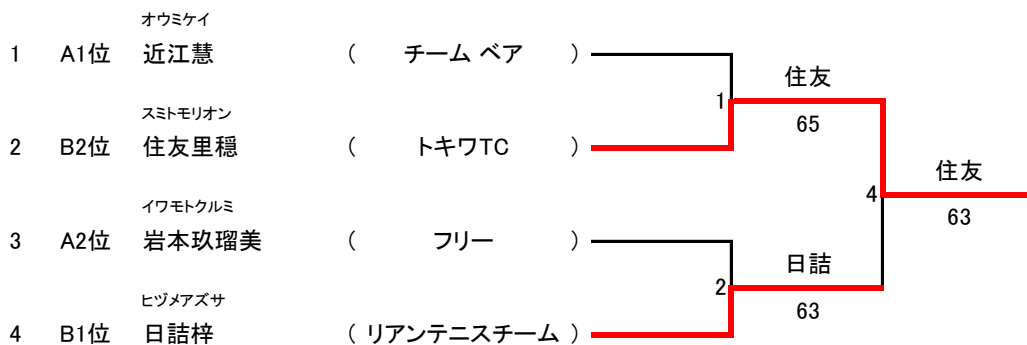 オウミケイ
1 A1位 近江慧 ( チーム ベア )
住友
1
65
スミトモリオン
2 B2位 住友里穏 ( トキワTC )
住友
4
63
イワモトクルミ
3 A2位 岩本玖瑠美 ( フリー )
日詰
2
63
ヒヅメアズサ
4 B1位 日詰梓 ( リアンテニスチーム )